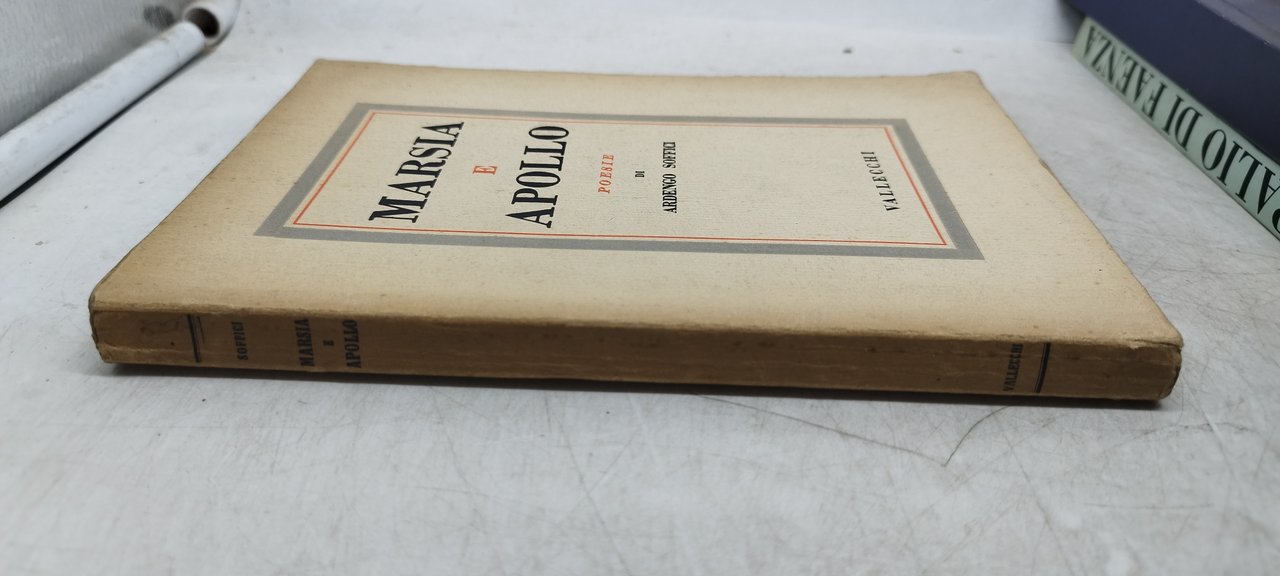 MARSIA
E
APOLLO
POESIE
DI
ARDENGO SOFFICI
VALLECCHI
SOFFICI
MARSIA
E
APOLLO
VALLECCHI
PALIO DI FAENZA